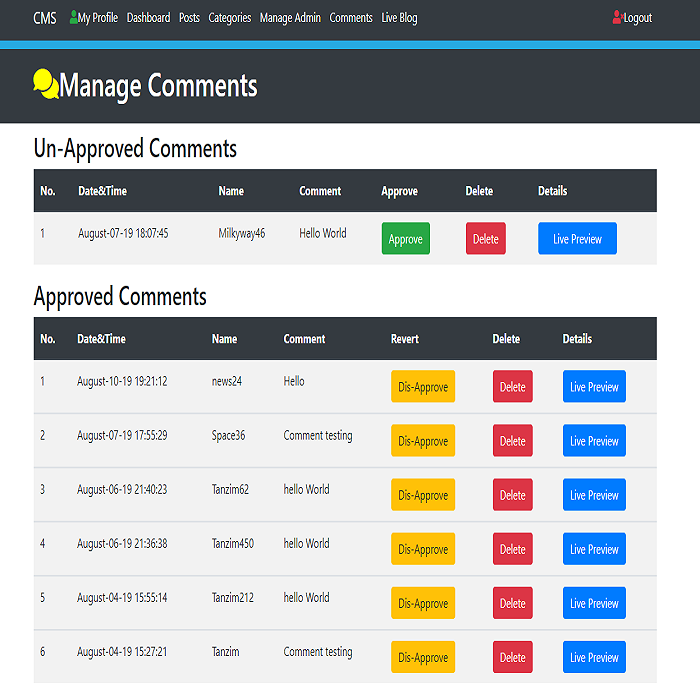 CMS My Profile Dashboard Posts Categories Manage Admin Comments Live Blog Logout
Manage Comments
Un-Approved Comments
No. Date&Time Name Comment Approve Delete Details
1 August-07-19 18:07:45 Milkyway46 Hello World Approve Delete Live Preview
Approved Comments
No. Date&Time Name Comment Revert Delete Details
1 August-10-19 19:21:12 news24 Hello Dis-Approve Delete Live Preview
2 August-07-19 17:55:29 Space36 Comment testing Dis-Approve Delete Live Preview
3 August-06-19 21:40:23 Tanzim62 hello World Dis-Approve Delete Live Preview
4 August-06-19 21:36:38 Tanzim450 hello World Dis-Approve Delete Live Preview
5 August-04-19 15:55:14 Tanzim212 hello World Dis-Approve Delete Live Preview
6 August-04-19 15:27:21 Tanzim Comment testing Dis-Approve Delete Live Preview